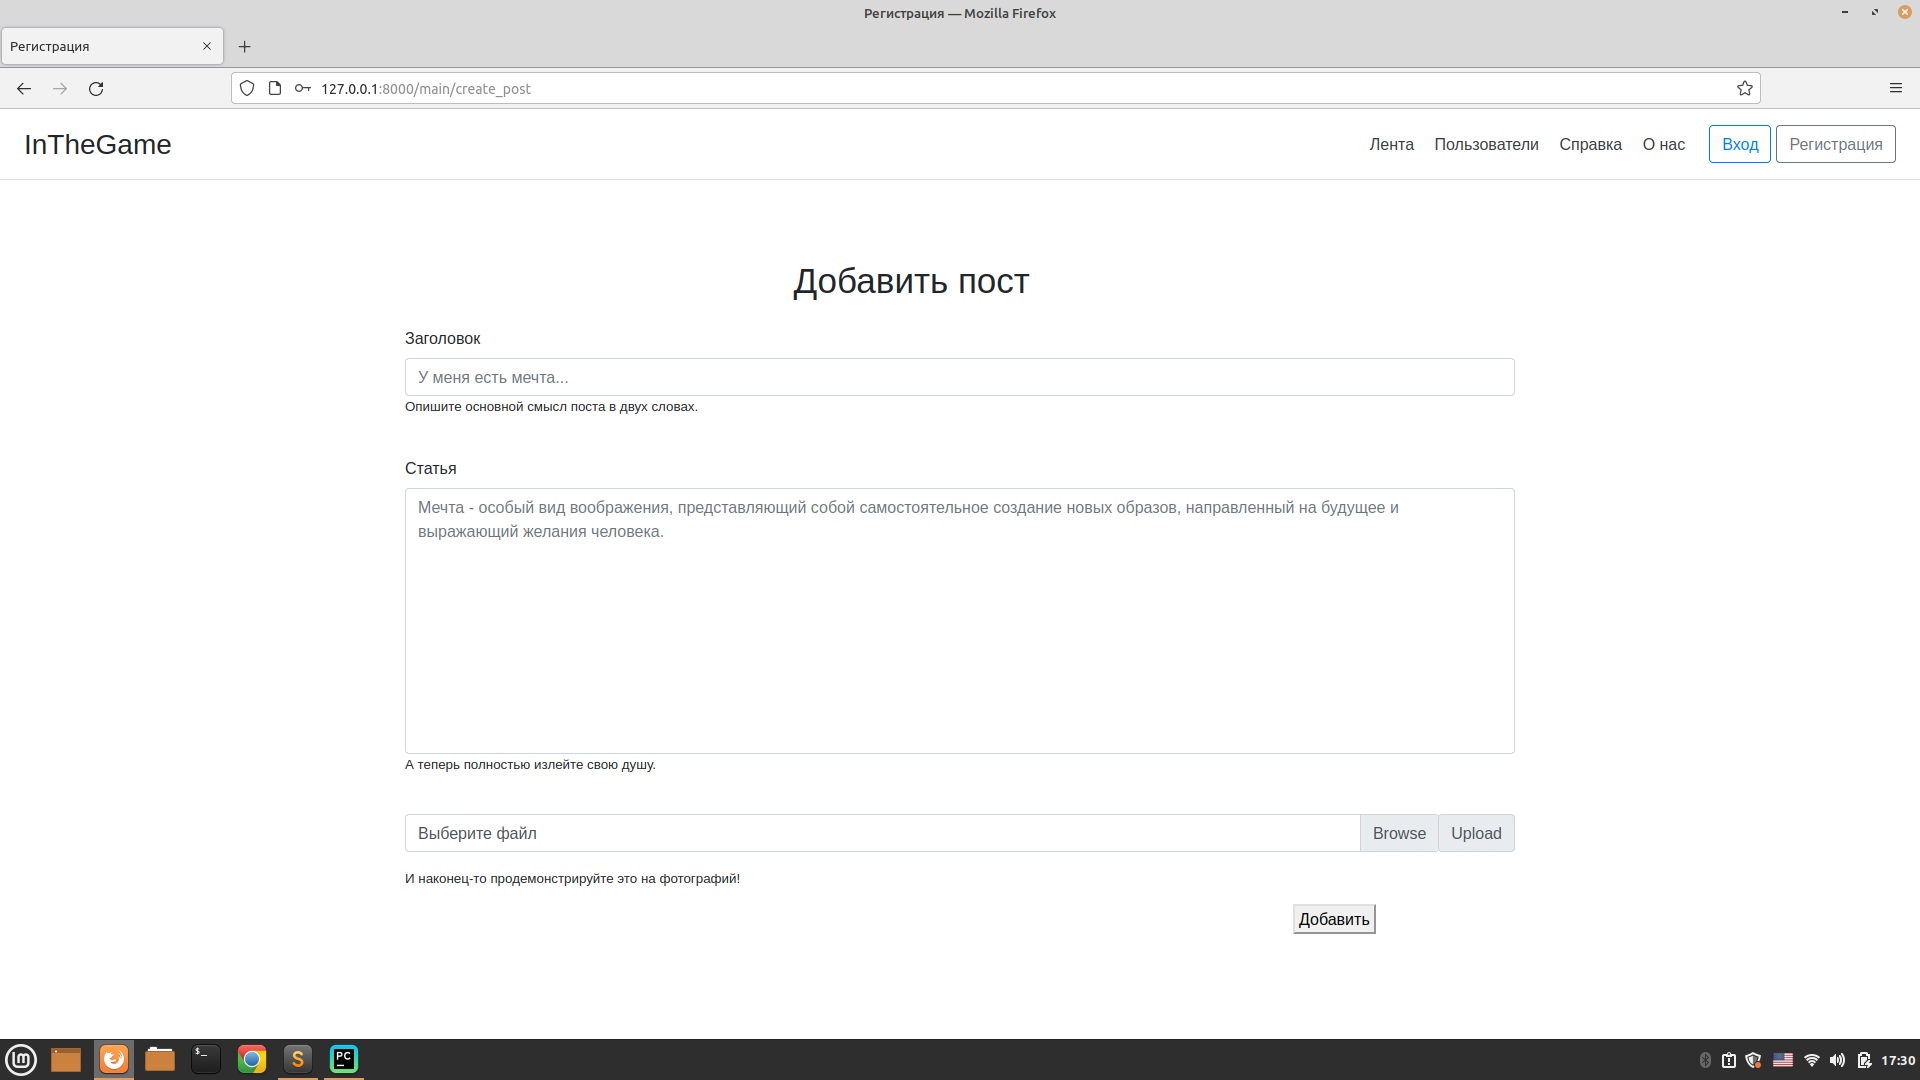 Регистрация — Mozilla Firefox
Регистрация
127.0.0.1:8000/main/create_post
InTheGame
Лента Пользователи Справка О нас Вход Регистрация
Добавить пост
Заголовок
У меня есть мечта...
Опишите основной смысл поста в двух словах.
Статья
Мечта - особый вид воображения, представляющий собой самостоятельное создание новых образов, направленный на будущее и
выражающий желания человека.
А теперь полностью излейте свою душу.
Выберите файл Browse Upload
И наконец-то продемонстрируйте это на фотографий!
Добавить
lm $_ S PC 17:30